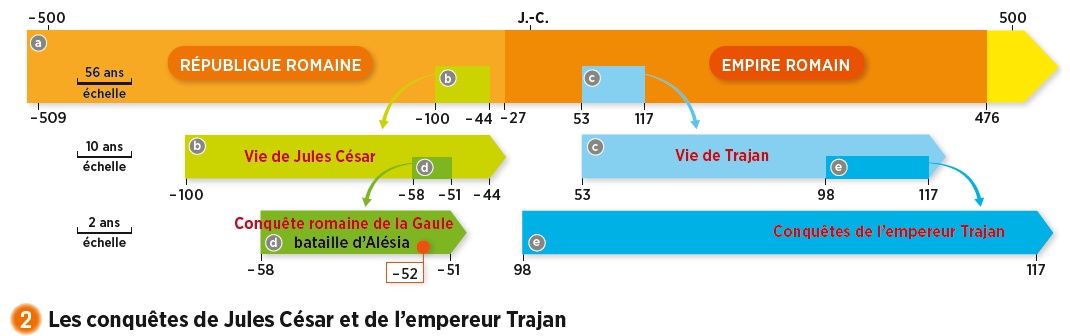 –500 J.-C. 500
a
RÉPUBLIQUE ROMAINE EMPIRE ROMAIN
56 ans b c
échelle
–509 –100 –44 –27 53 117 476
10 ans b Vie de Jules César c Vie de Trajan
échelle d e
–100 –58 –51 –44 53 98 117
2 ans Conquête romaine de la Gaule Conquêtes de l'empereur Trajan
échelle d bataille d'Alésia e
–58 –52 –51 98 117
2 Les conquêtes de Jules César et de l'empereur Trajan